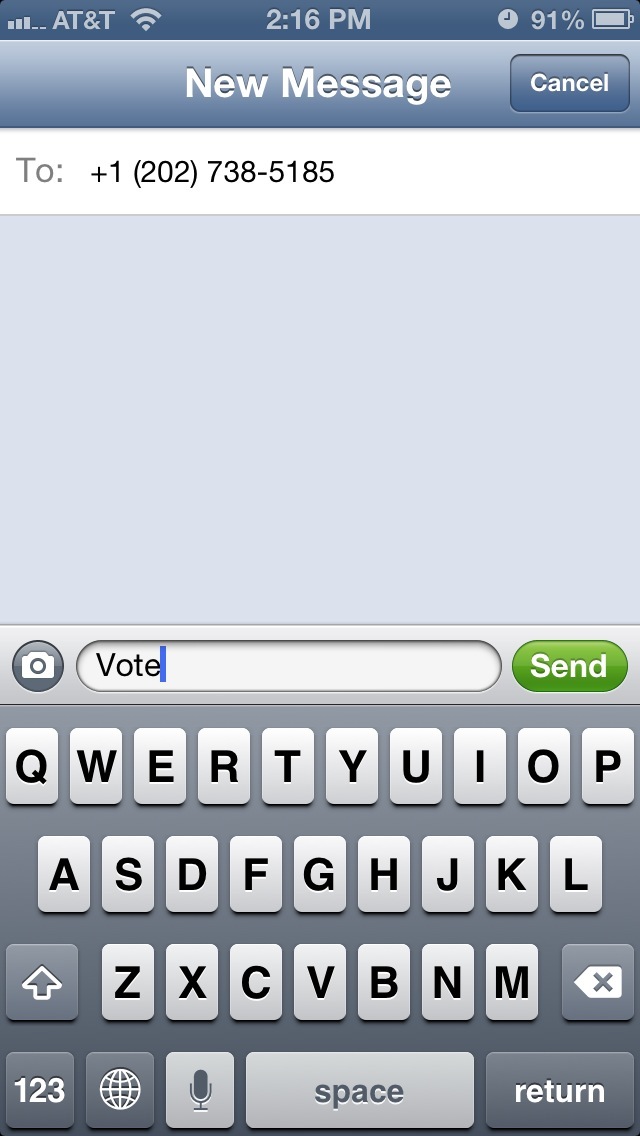 AT&T 2:16 PM 91%
New Message Cancel
To: +1 (202) 738-5185
Vote Send
Q W E R T Y U I O P
A S D F G H J K L
Z X C V B N M
123 space return